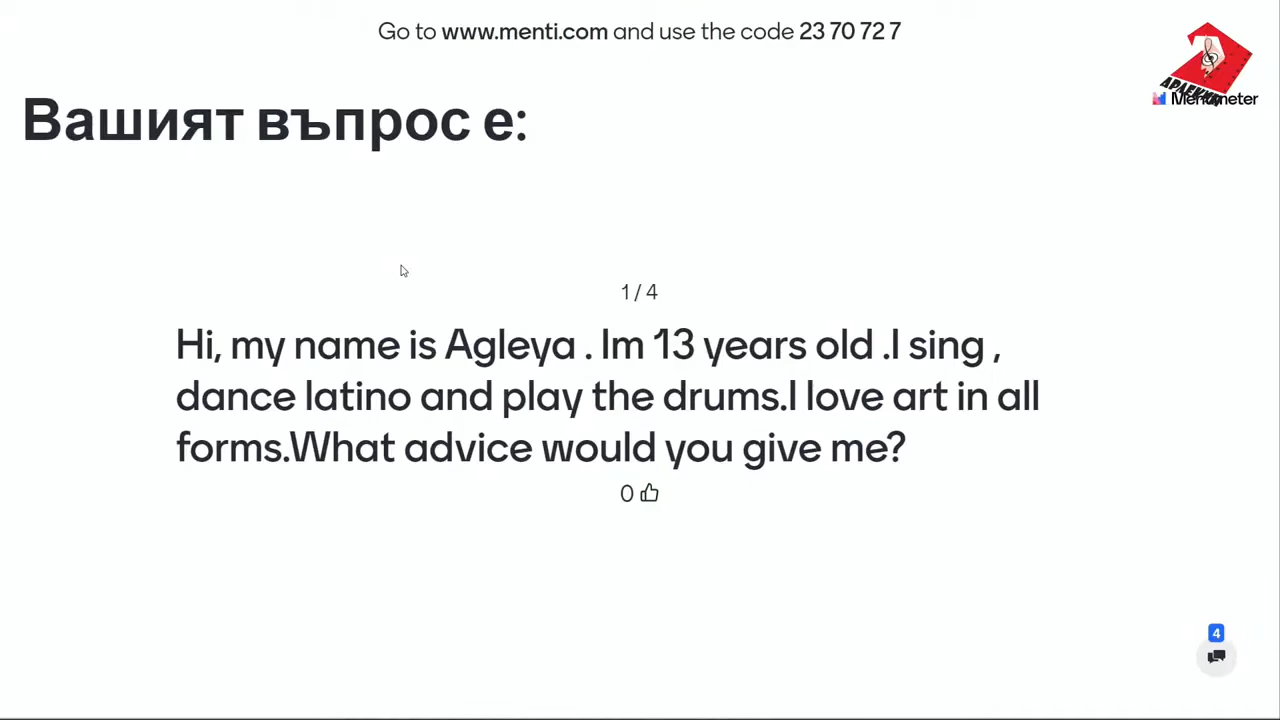 Go to www.menti.com and use the code 23 70 72 7
АРЛЕКИН
Mentimeter
Вашият въпрос е:
1 / 4
Hi, my name is Agleya . Im 13 years old .I sing ,
dance latino and play the drums.I love art in all
forms.What advice would you give me?
0
4